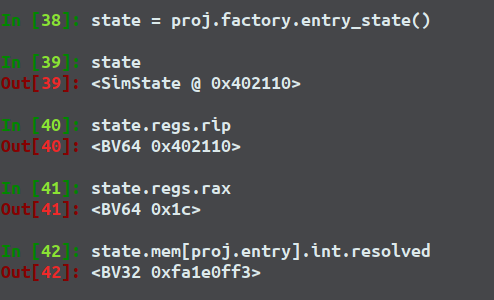 In [38]: state = proj.factory.entry_state()
In [39]: state
Out[39]: <SimState @ 0x402110>
In [40]: state.regs.rip
Out[40]: <BV64 0x402110>
In [41]: state.regs.rax
Out[41]: <BV64 0x1c>
In [42]: state.mem[proj.entry].int.resolved
Out[42]: <BV32 0xfa1e0ff3>